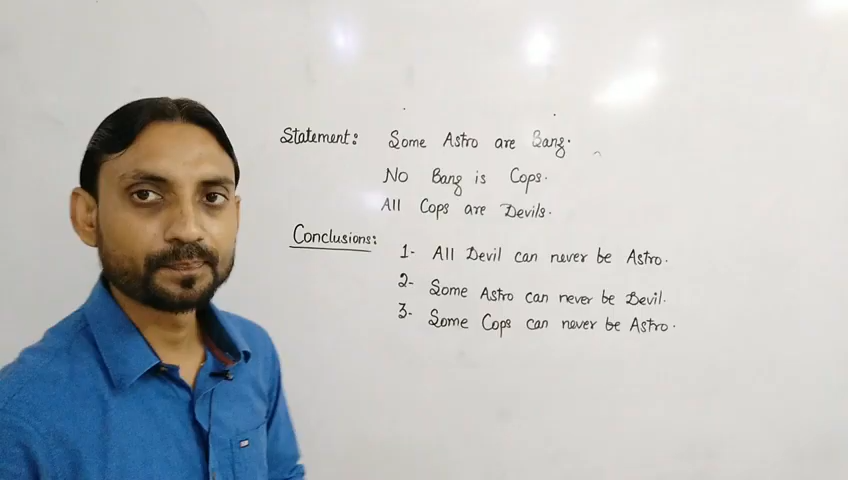 Statement: Some Astro are Bang.
No Bang is Cops.
All Cops are Devils.
Conclusions:
1- All Devil can never be Astro.
2- Some Astro can never be Devil.
3- Some Cops can never be Astro.